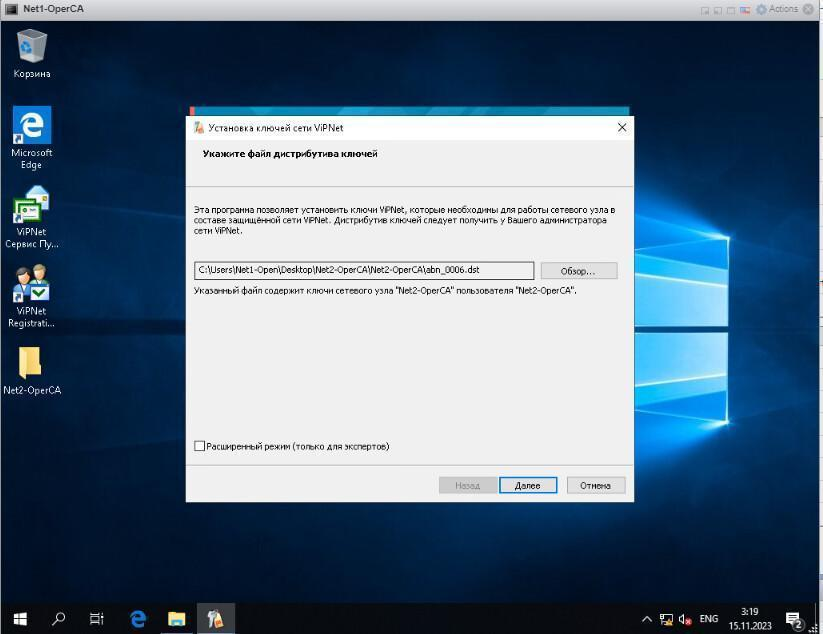 Net1-OperCA
Actions
Корзина
Microsoft
Edge
ViPNet
Сервис Пу...
ViPNet
Registrati...
Net2-OperCA
Установка ключей сети ViPNet
Укажите файл дистрибутива ключей
Эта программа позволяет установить ключи ViPNet, которые необходимы для работы сетевого узла в
составе защищённой сети ViPNet. Дистрибутив ключей следует получить у Вашего администратора
сети ViPNet.
C:\Users\Net1-Open\Desktop\Net2-OperCA\Net2-OperCA\abn_0006.dst
Обзор...
Указанный файл содержит ключи сетевого узла "Net2-OperCA" пользователя "Net2-OperCA".
Расширенный режим (только для экспертов)
Назад
Далее
Отмена
ENG
3:19
15.11.2023
2